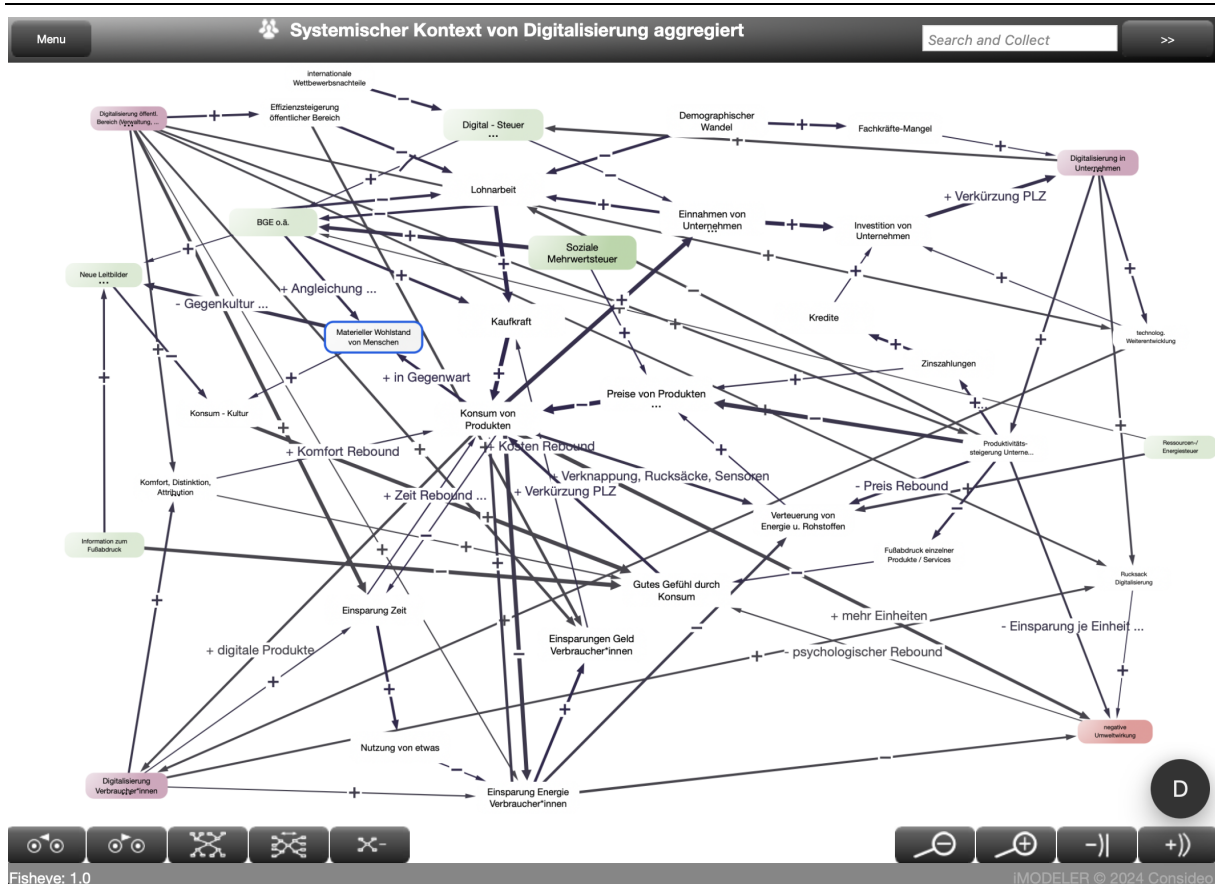 Menu
Systemischer Kontext von Digitalisierung aggregiert
Search and Collect
>>
internationale
Wettbewerbsnachteile
Digitalisierung öffentl.
Bereich (Verwaltung, ...
Effizienzsteigerung
öffentlicher Bereich
Digital - Steuer
...
Demographischer
Wandel
Fachkräfte-Mangel
Digitalisierung in
Unternehmen
Lohnarbeit
+ Verkürzung PLZ
BGE o.ä.
Einnahmen von
Unternehmen
Investition von
Unternehmen
Soziale
Mehrwertsteuer
Neue Leitbilder
...
+ Angleichung ...
- Gegenkultur ...
Kaufkraft
Kredite
Materieller Wohlstand
von Menschen
technolog.
Weiterentwicklung
Zinszahlungen
+ in Gegenwart
Preise von Produkten
...
Konsum - Kultur
Konsum von
Produkten
Produktivitäts-
steigerung Unterne...
Ressourcen-/
Energiesteuer
+ Kosten Rebound
+ Komfort Rebound
+ Verknappung, Rucksäcke, Sensoren
Komfort, Distinktion,
Attribution
+ Zeit Rebound ...
+ Verkürzung PLZ
- Preis Rebound
Verteuerung von
Energie u. Rohstoffen
Information zum
Fußabdruck
Fußabdruck einzelner
Produkte / Services
Gutes Gefühl durch
Konsum
Rucksack
Digitalisierung
Einsparung Zeit
+ mehr Einheiten
- Einsparung je Einheit ...
Einsparungen Geld
Verbraucher*innen
+ digitale Produkte
- psychologischer Rebound
negative
Umweltwirkung
Nutzung von etwas
Digitalisierung
Verbraucher*innen
Einsparung Energie
Verbraucher*innen
D
Fisheye: 1.0
iMODELER © 2024 Consideo